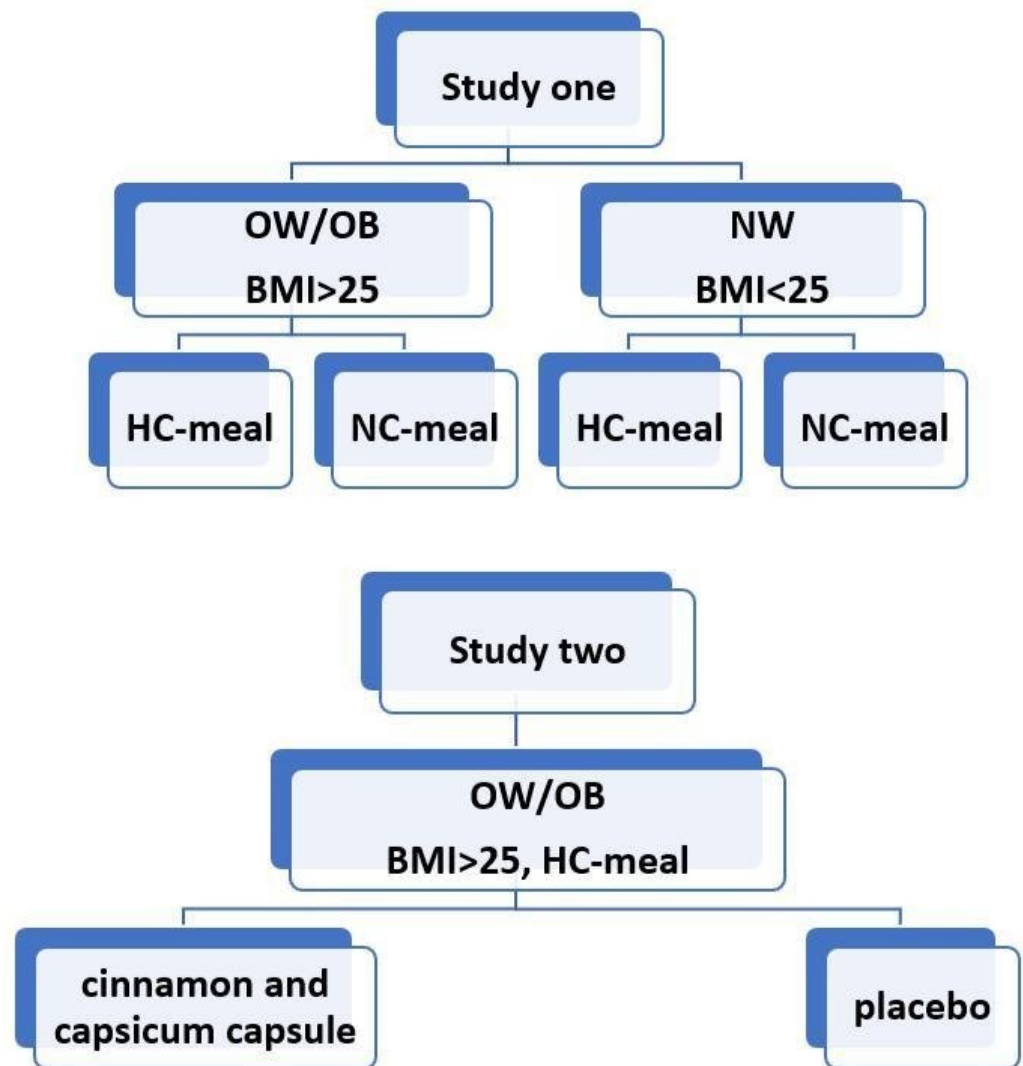 Study one
OW/OB
BMI>25
NW
BMI<25
HC-meal
NC-meal
HC-meal
NC-meal
Study two
OW/OB
BMI>25, HC-meal
cinnamon and
capsicum capsule
placebo